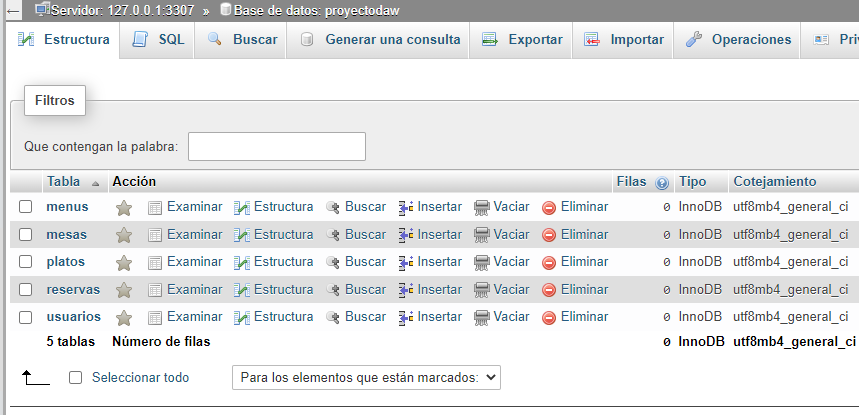 Servidor: 127.0.0.1:3307 » Base de datos: proyectodaw
Estructura SQL Buscar Generar una consulta Exportar Importar Operaciones
Filtros
Que contengan la palabra:
Tabla Acción Filas Tipo Cotejamiento
menus Examinar Estructura Buscar Insertar Vaciar Eliminar 0 InnoDB utf8mb4_general_ci
mesas Examinar Estructura Buscar Insertar Vaciar Eliminar 0 InnoDB utf8mb4_general_ci
platos Examinar Estructura Buscar Insertar Vaciar Eliminar 0 InnoDB utf8mb4_general_ci
reservas Examinar Estructura Buscar Insertar Vaciar Eliminar 0 InnoDB utf8mb4_general_ci
usuarios Examinar Estructura Buscar Insertar Vaciar Eliminar 0 InnoDB utf8mb4_general_ci
5 tablas Número de filas 0 InnoDB utf8mb4_general_ci
Seleccionar todo Para los elementos que están marcados: